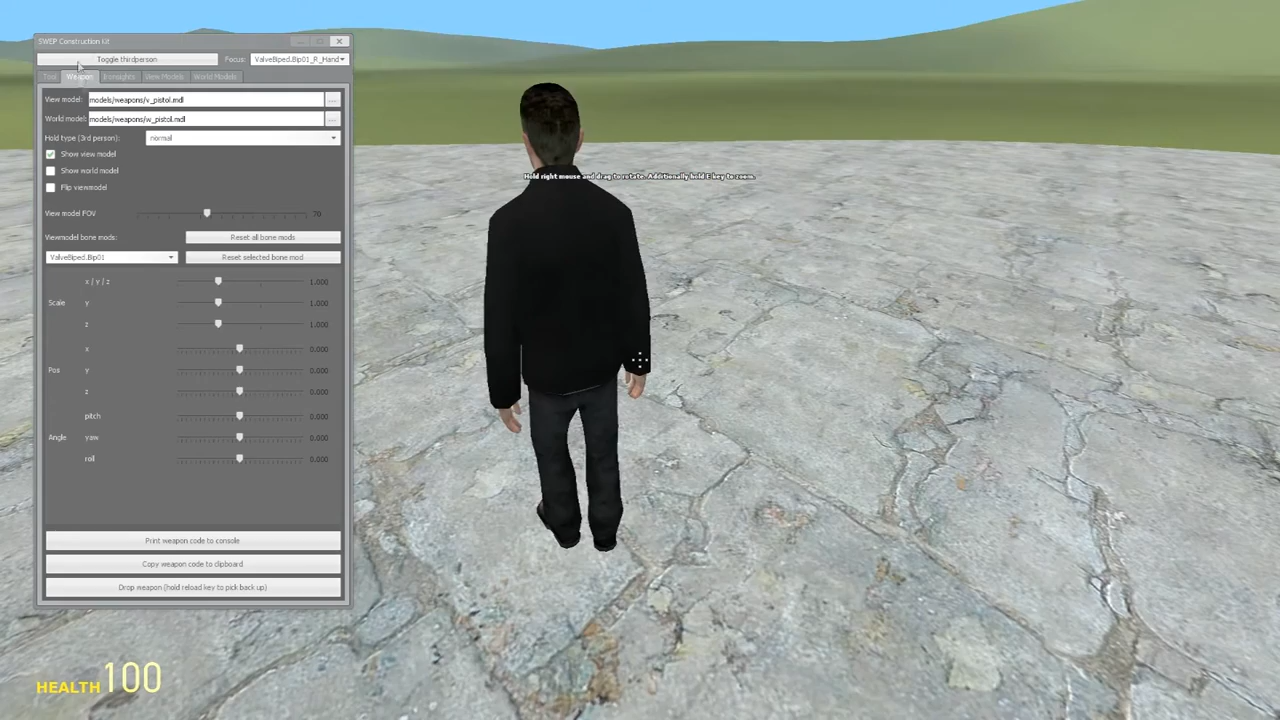 SWEP Construction Kit
Toggle thirdperson Focus: ValveBiped.Bip01_R_Hand
Tool Weapon Ironsights View Models World Models
View model: models/weapons/v_pistol.mdl ...
World model: models/weapons/w_pistol.mdl ...
Hold type (3rd person): normal
Show view model
Show world model
Flip viewmodel
View model FOV 70
Viewmodel bone mods: Reset all bone mods
ValveBiped.Bip01 Reset selected bone mod
x / y / z 1.000
Scale y 1.000
z 1.000
x 0.000
Pos y 0.000
z 0.000
pitch 0.000
Angle yaw 0.000
roll 0.000
Print weapon code to console
Copy weapon code to clipboard
Drop weapon (hold reload key to pick back up)
Hold right mouse and drag to rotate. Additionally hold E key to zoom.
HEALTH 100